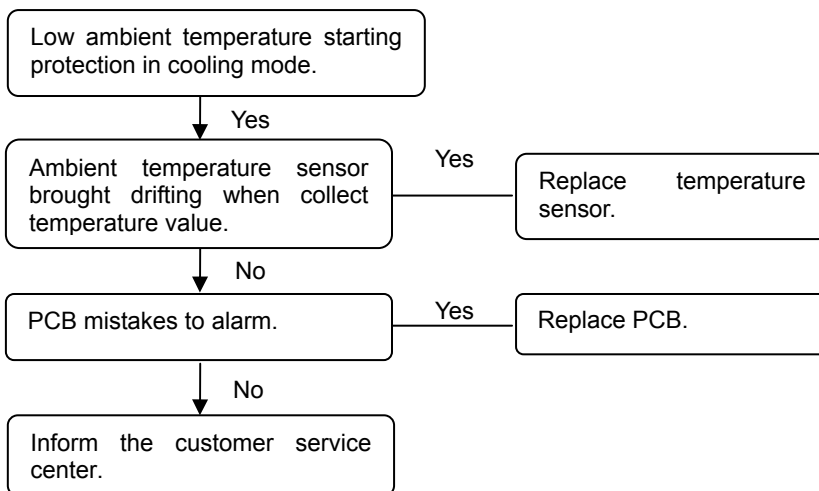 Low ambient temperature starting
protection in cooling mode.
Yes
Ambient temperature sensor
brought drifting when collect
temperature value.
Yes
Replace temperature
sensor.
No
PCB mistakes to alarm.
Yes
Replace PCB.
No
Inform the customer service
center.